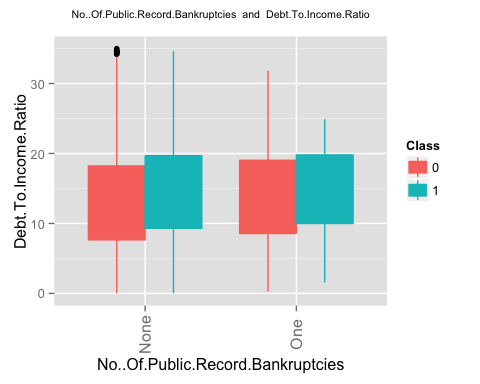 No..Of.Public.Record.Bankruptcies and Debt.To.Income.Ratio
Debt.To.Income.Ratio
30
20
10
0
None
One
No..Of.Public.Record.Bankruptcies
Class
0
1